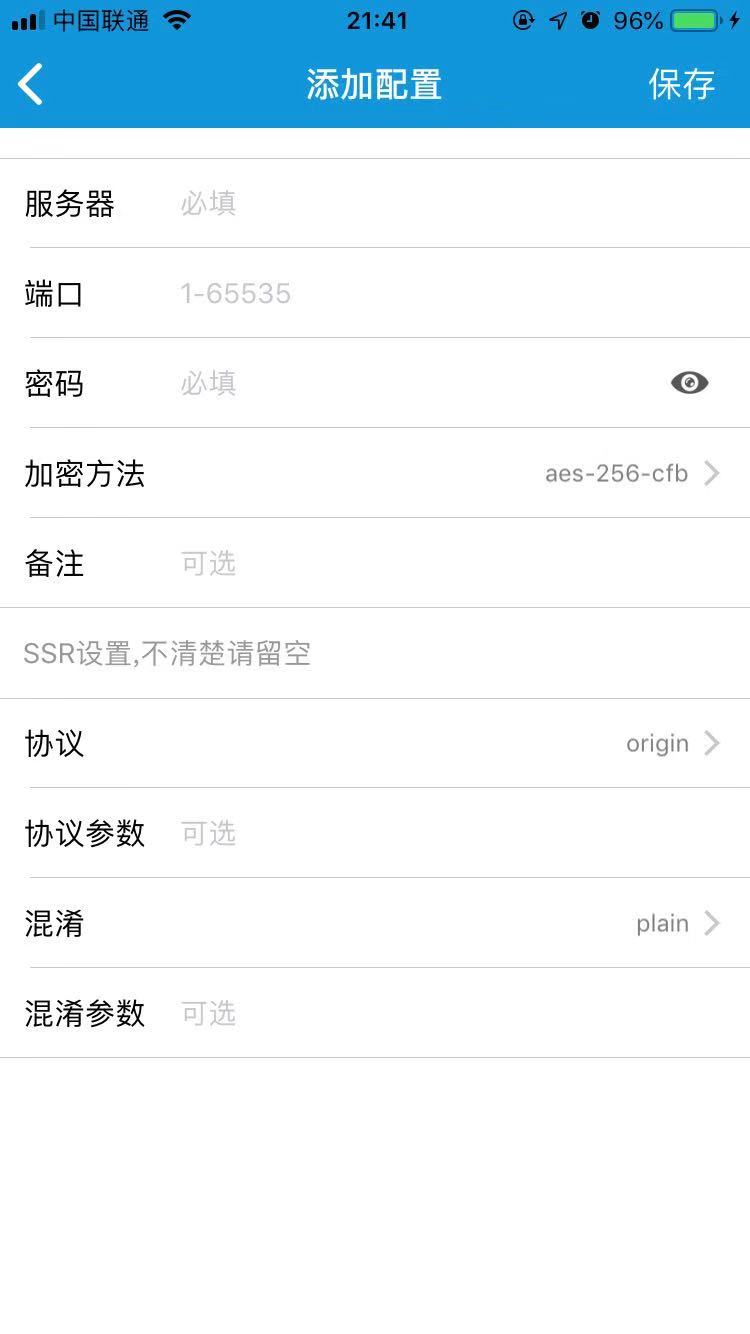 中国联通 21:41 96%
添加配置 保存
服务器 必填
端口 1-65535
密码 必填
加密方法 aes-256-cfb
备注 可选
SSR设置,不清楚请留空
协议 origin
协议参数 可选
混淆 plain
混淆参数 可选